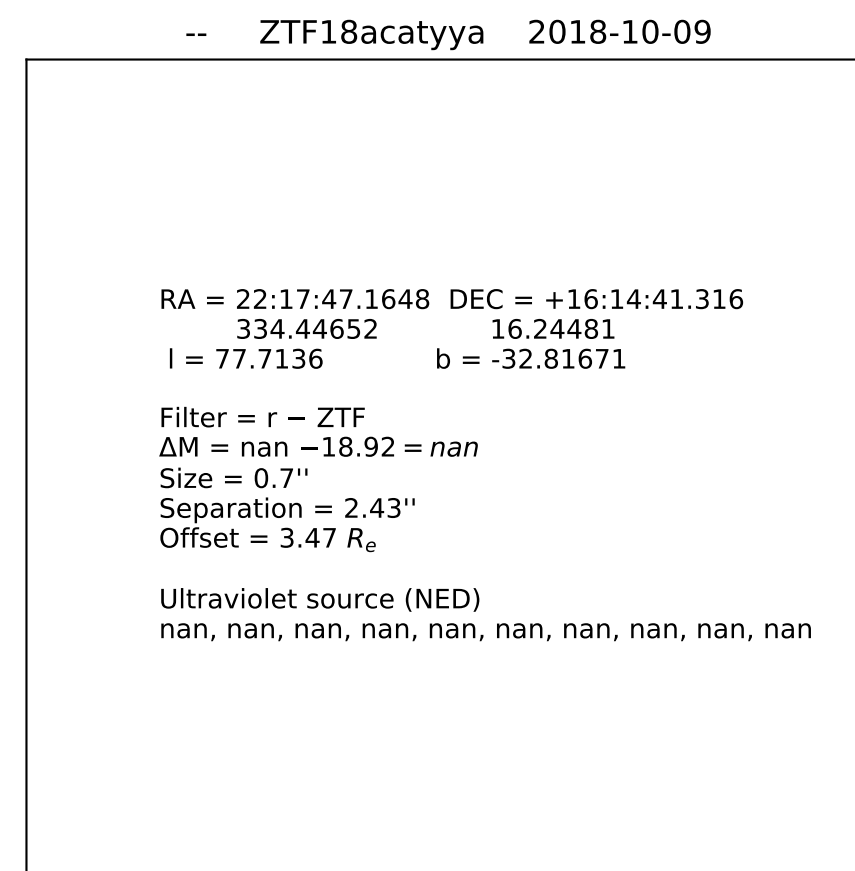 -- ZTF18acatyya 2018-10-09
RA = 22:17:47.1648 DEC = +16:14:41.316
334.44652 16.24481
l = 77.7136 b = -32.81671
Filter = r − ZTF
ΔM = nan −18.92 = nan
Size = 0.7''
Separation = 2.43''
Offset = 3.47 Re
Ultraviolet source (NED)
nan, nan, nan, nan, nan, nan, nan, nan, nan, nan